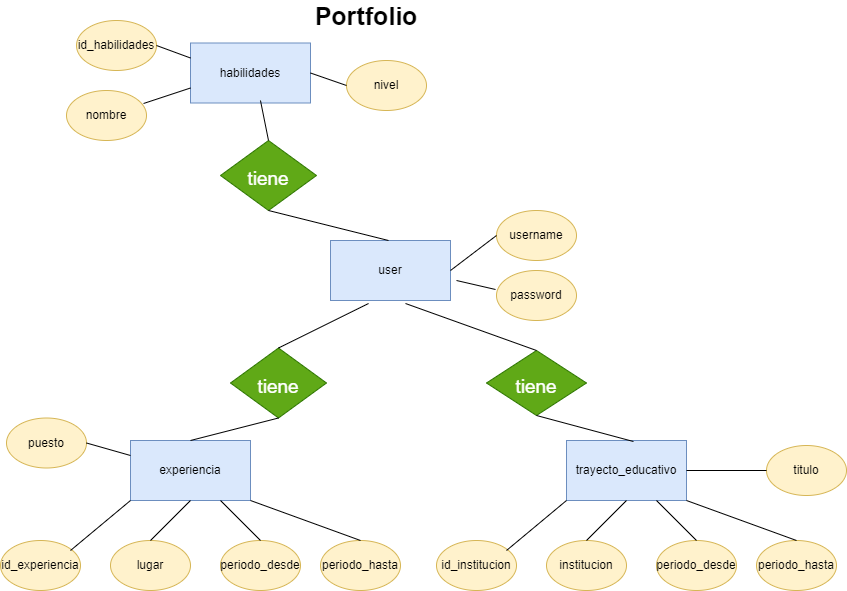 Portfolio
id_habilidades
habilidades
nivel
nombre
tiene
username
user
password
tiene
tiene
puesto
experiencia
trayecto_educativo
titulo
id_experiencia
lugar
periodo_desde
periodo_hasta
id_institucion
institucion
periodo_desde
periodo_hasta